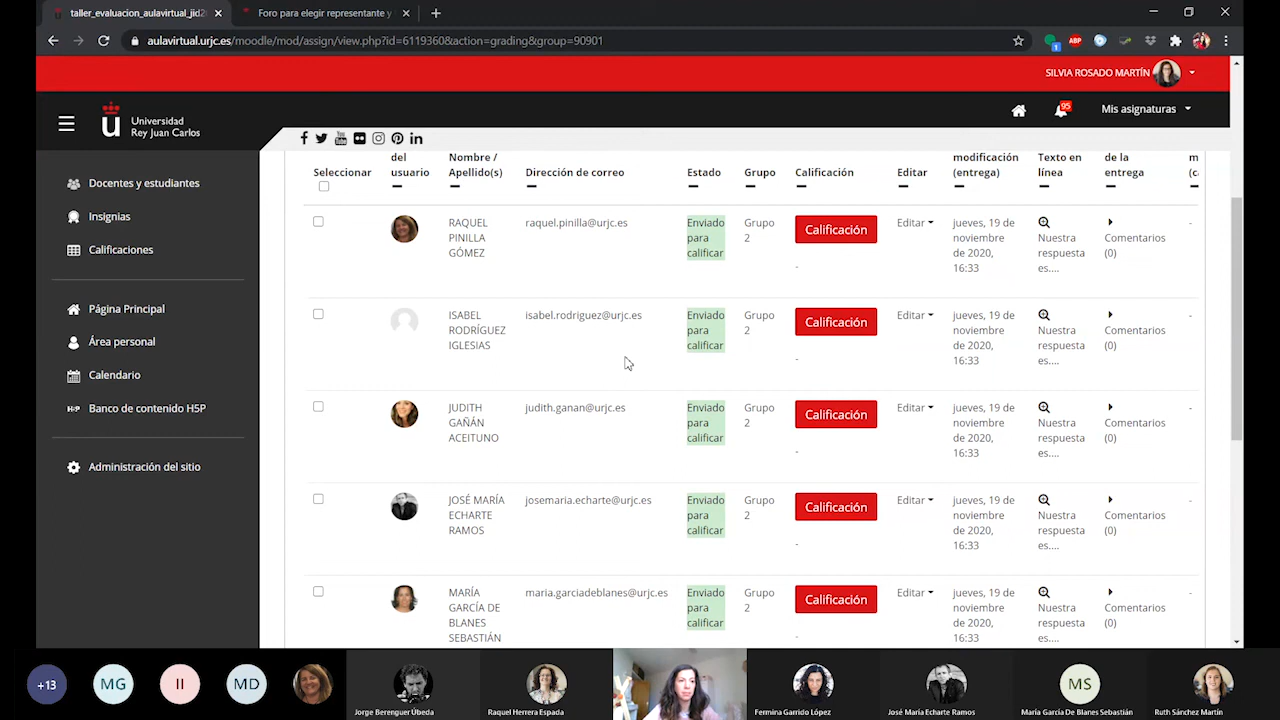 taller_evaluacion_aulavirtual_jid2
Foro para elegir representante y
aulavirtual.urjc.es/moodle/mod/assign/view.php?id=6119360&action=grading&group=90901
1
ABP
SILVIA ROSADO MARTÍN
Universidad
Rey Juan Carlos
95
Mis asignaturas
Docentes y estudiantes
Insignias
Calificaciones
Página Principal
Área personal
Calendario
H5P Banco de contenido H5P
Administración del sitio
Seleccionar
del
usuario
Nombre /
Apellido(s)
Dirección de correo
Estado
Grupo
Calificación
Editar
modificación
(entrega)
Texto en
línea
de la
entrega
RAQUEL
PINILLA
GÓMEZ
raquel.pinilla@urjc.es
Enviado
para
calificar
Grupo
2
Calificación
-
Editar
jueves, 19 de
noviembre
de 2020,
16:33
Nuestra
respuesta
es....
Comentarios
(0)
-
ISABEL
RODRÍGUEZ
IGLESIAS
isabel.rodriguez@urjc.es
Enviado
para
calificar
Grupo
2
Calificación
-
Editar
jueves, 19 de
noviembre
de 2020,
16:33
Nuestra
respuesta
es....
Comentarios
(0)
-
JUDITH
GAÑÁN
ACEITUNO
judith.ganan@urjc.es
Enviado
para
calificar
Grupo
2
Calificación
-
Editar
jueves, 19 de
noviembre
de 2020,
16:33
Nuestra
respuesta
es....
Comentarios
(0)
-
JOSÉ MARÍA
ECHARTE
RAMOS
josemaria.echarte@urjc.es
Enviado
para
calificar
Grupo
2
Calificación
-
Editar
jueves, 19 de
noviembre
de 2020,
16:33
Nuestra
respuesta
es....
Comentarios
(0)
-
MARÍA
GARCÍA DE
BLANES
SEBASTIÁN
maria.garciadeblanes@urjc.es
Enviado
para
calificar
Grupo
2
Calificación
-
Editar
jueves, 19 de
noviembre
de 2020,
16:33
Nuestra
respuesta
es....
Comentarios
(0)
-
+13
MG
II
MD
MS
Jorge Berenguer Úbeda
Raquel Herrera Espada
Fermina Garrido López
José María Echarte Ramos
María García De Blanes Sebastián
Ruth Sánchez Martín